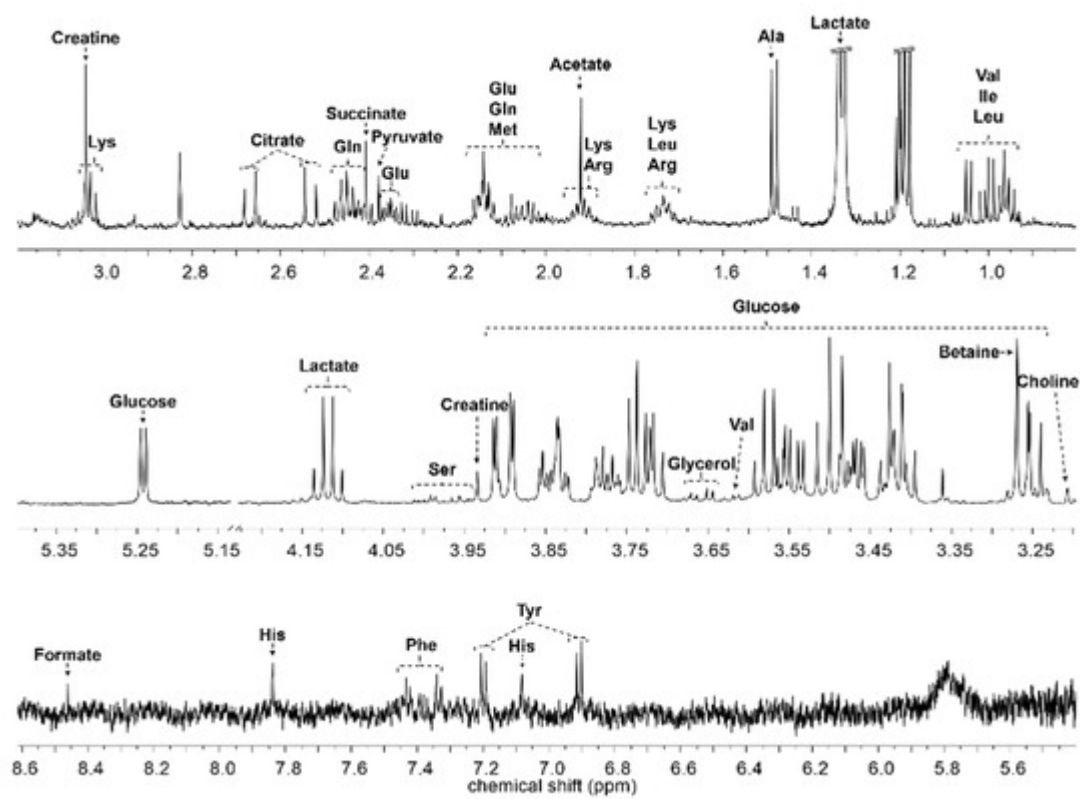 Creatine
Lys
Citrate
Gln
Succinate
Pyruvate
Glu
Glu
Gln
Met
Acetate
Lys
Arg
Lys
Leu
Arg
Ala
Lactate
Val
Ile
Leu
3.0 2.8 2.6 2.4 2.2 2.0 1.8 1.6 1.4 1.2 1.0
Glucose
Glucose
Lactate
Ser
Creatine
Glycerol
Val
Betaine
Choline
5.35 5.25 5.15 4.15 4.05 3.95 3.85 3.75 3.65 3.55 3.45 3.35 3.25
Formate
His
Phe
Tyr
His
8.6 8.4 8.2 8.0 7.8 7.6 7.4 7.2 7.0 6.8 6.6 6.4 6.2 6.0 5.8 5.6
chemical shift (ppm)